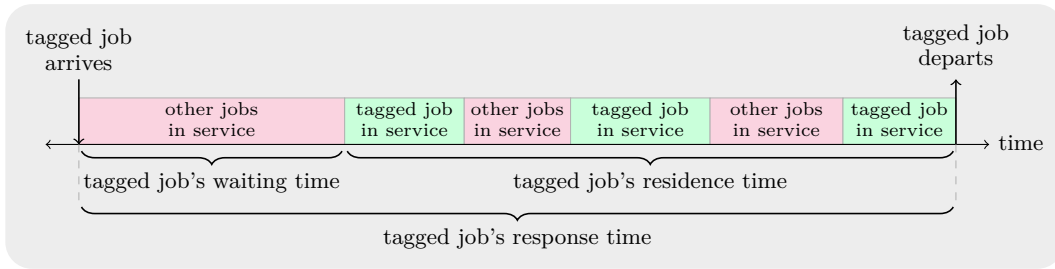 tagged job
arrives
tagged job
departs
other jobs
in service
tagged job
in service
other jobs
in service
tagged job
in service
other jobs
in service
tagged job
in service
time
tagged job's waiting time
tagged job's residence time
tagged job's response time